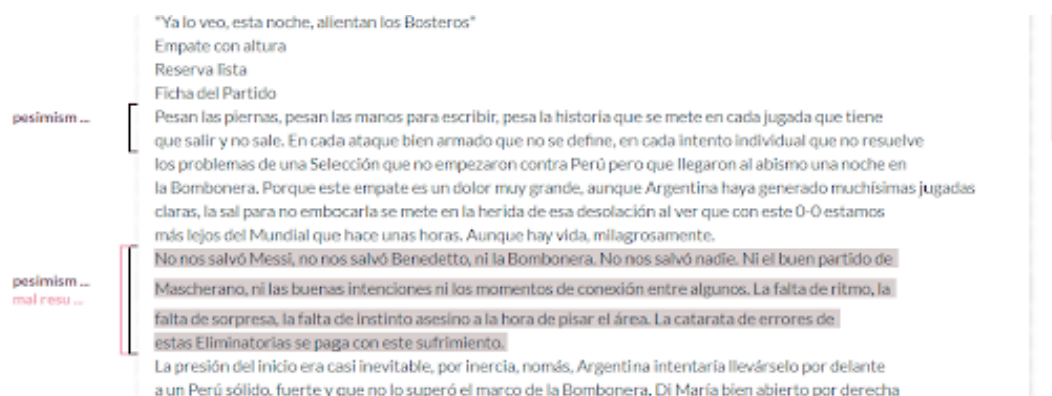 "Ya lo veo, esta noche, alientan los Bosteros"
Empate con altura
Reserva lista
Ficha del Partido
pesimism ...
Pesan las piernas, pesan las manos para escribir, pesa la historia que se mete en cada jugada que tiene
que salir y no sale. En cada ataque bien armado que no se define, en cada intento individual que no resuelve
los problemas de una Selección que no empezaron contra Perú pero que llegaron al abismo una noche en
la Bombonera. Porque este empate es un dolor muy grande, aunque Argentina haya generado muchísimas jugadas
claras, la sal para no embocarla se mete en la herida de esa desolación al ver que con este 0-0 estamos
más lejos del Mundial que hace unas horas. Aunque hay vida, milagrosamente.
No nos salvó Messi, no nos salvó Benedetto, ni la Bombonera. No nos salvó nadie. Ni el buen partido de
pesimism ...
mal resu ...
Mascherano, ni las buenas intenciones ni los momentos de conexión entre algunos. La falta de ritmo, la
falta de sorpresa, la falta de instinto asesino a la hora de pisar el área. La catarata de errores de
estas Eliminatorias se paga con este sufrimiento.
La presión del inicio era casi inevitable, por inercia, nomás, Argentina intentaría llevárselo por delante
a un Perú sólido, fuerte y que no lo superó el marco de la Bombonera. Di María bien abierto por derecha